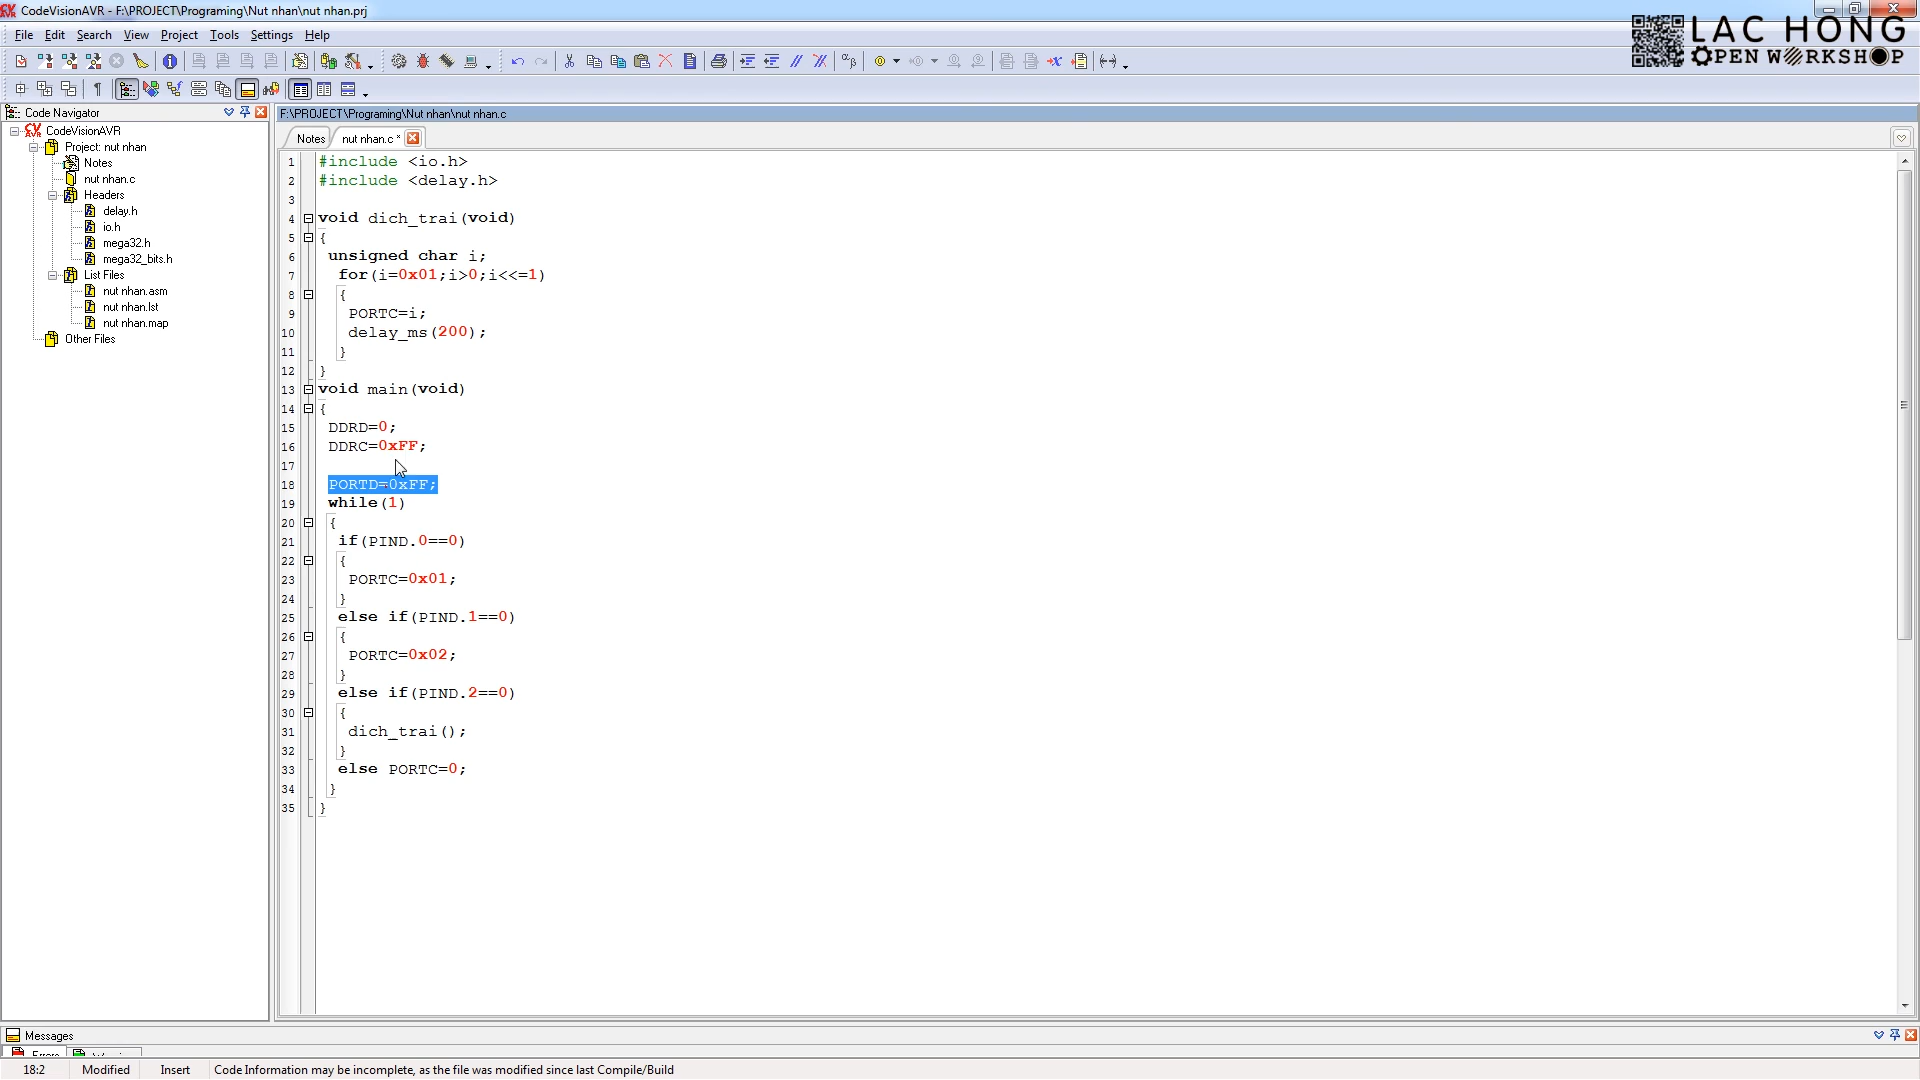 CodeVisionAVR - F:\PROJECT\Programing\Nut nhan\nut nhan.prj
LAC HONG
OPEN WORKSHOP
File Edit Search View Project Tools Settings Help
Code Navigator
F:\PROJECT\Programing\Nut nhan\nut nhan.c
CodeVisionAVR
Project: nut nhan
Notes
nut nhan.c
Headers
delay.h
io.h
mega32.h
mega32_bits.h
List Files
nut nhan.asm
nut nhan.lst
nut nhan.map
Other Files
Notes nut nhan.c *
1 #include <io.h>
2 #include <delay.h>
3
4 void dich_trai(void)
5 {
6 unsigned char i;
7 for(i=0x01;i>0;i<<=1)
8 {
9 PORTC=i;
10 delay_ms(200);
11 }
12 }
13 void main(void)
14 {
15 DDRD=0;
16 DDRC=0xFF;
17
18 PORTD=0xFF;
19 while(1)
20 {
21 if(PIND.0==0)
22 {
23 PORTC=0x01;
24 }
25 else if(PIND.1==0)
26 {
27 PORTC=0x02;
28 }
29 else if(PIND.2==0)
30 {
31 dich_trai();
32 }
33 else PORTC=0;
34 }
35 }
Messages
18:2 Modified Insert Code Information may be incomplete, as the file was modified since last Compile/Build